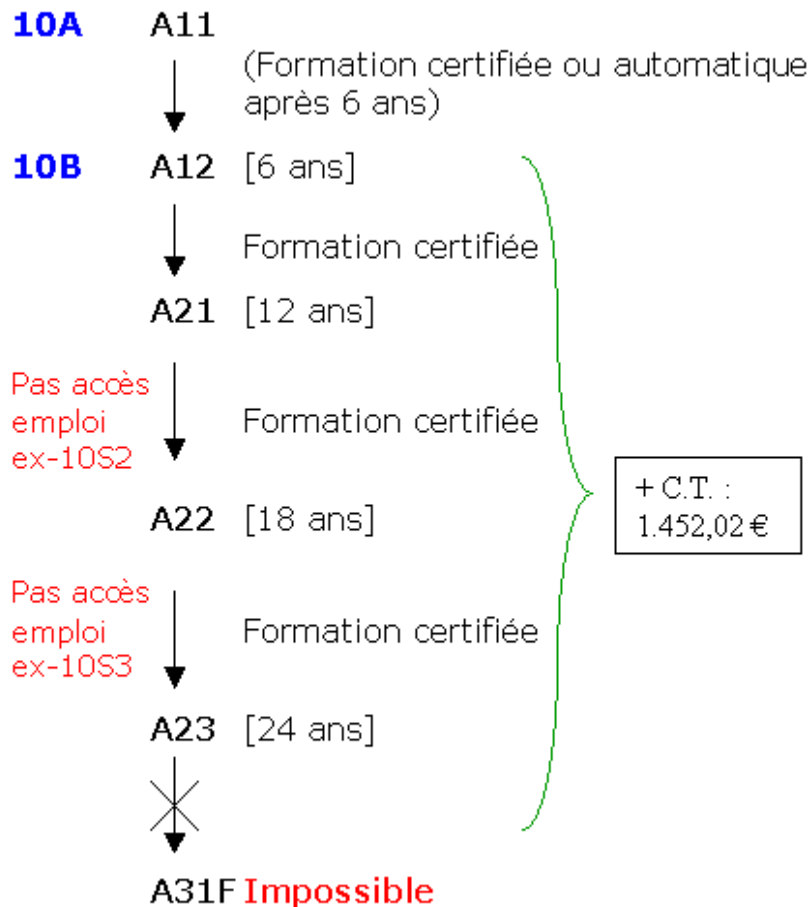 10A A11
(Formation certifiée ou automatique
après 6 ans)
10B A12 [6 ans]
Formation certifiée
A21 [12 ans]
Pas accès
emploi
ex-10S2
Formation certifiée
A22 [18 ans]
+ C.T. :
1.452,02 €
Pas accès
emploi
ex-10S3
Formation certifiée
A23 [24 ans]
A31F Impossible